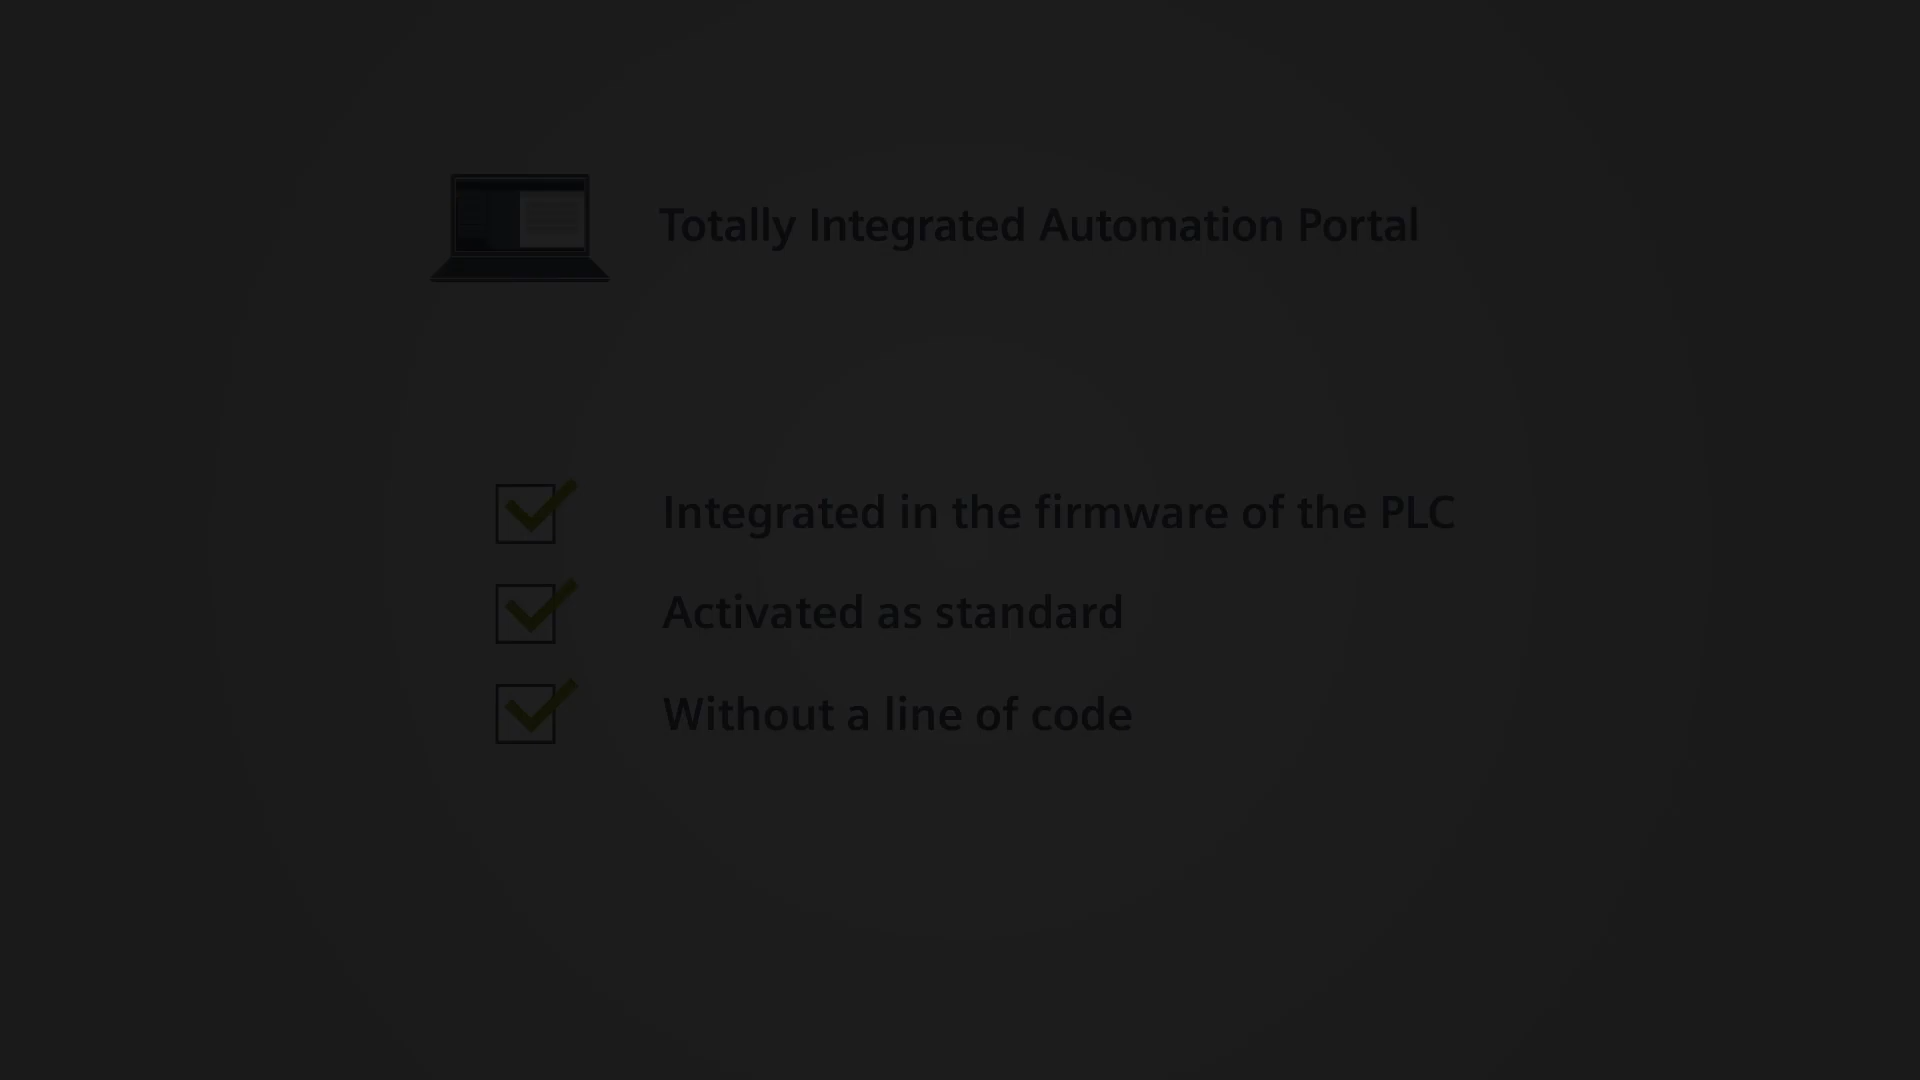 Totally Integrated Automation Portal
Integrated in the firmware of the PLC
Activated as standard
Without a line of code